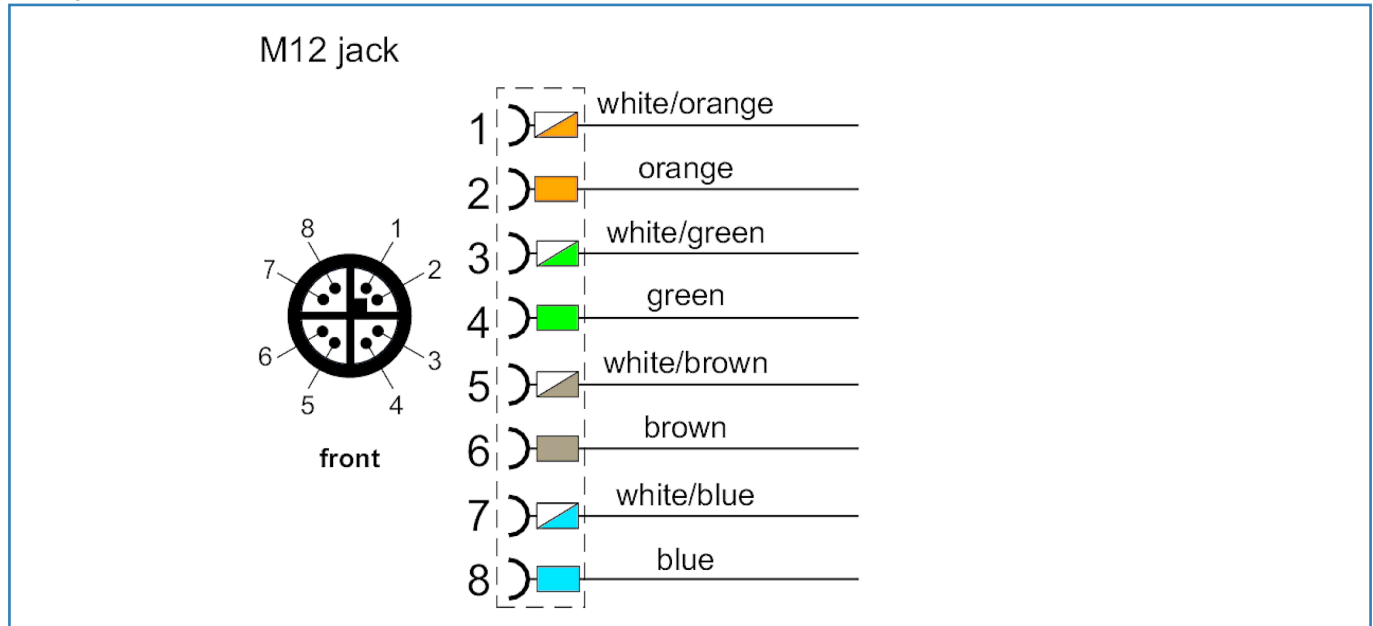 M12 jack
1 white/orange
2 orange
3 white/green
4 green
5 white/brown
6 brown
7 white/blue
8 blue
8 1
7 2
6 3
5 4
front